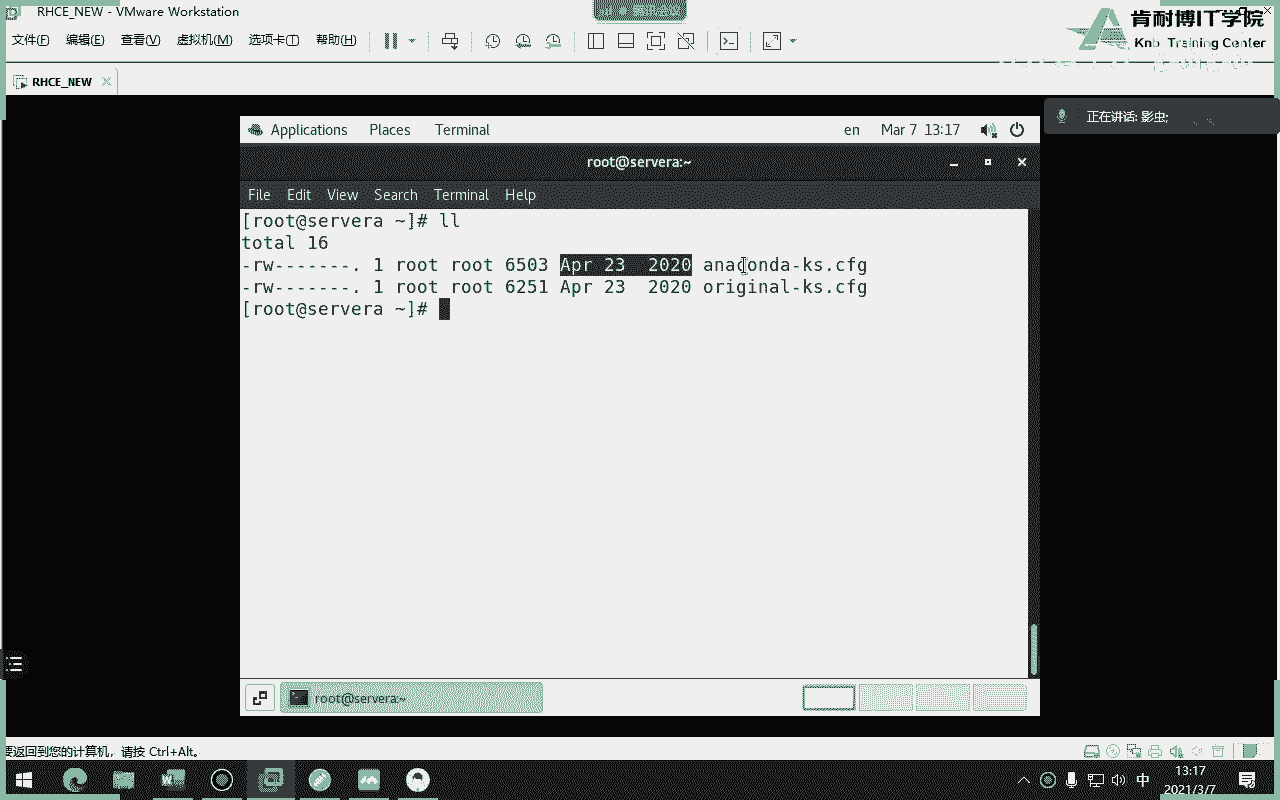 RHCE_NEW - VMware Workstation
肯耐博IT学院
文件(F) 编辑(E) 查看(V) 虚拟机(M) 选项卡(T) 帮助(H)
Knb Training Center
RHCE_NEW
正在讲话: 影虫;
Applications Places Terminal en Mar 7 13:17
root@servera:~
File Edit View Search Terminal Help
[root@servera ~]# ll
total 16
-rw-------. 1 root root 6503 Apr 23  2020 anaconda-ks.cfg
-rw-------. 1 root root 6251 Apr 23  2020 original-ks.cfg
[root@servera ~]#
root@servera:~
要返回到您的计算机，请按 Ctrl+Alt。
中
13:17
2021/3/7